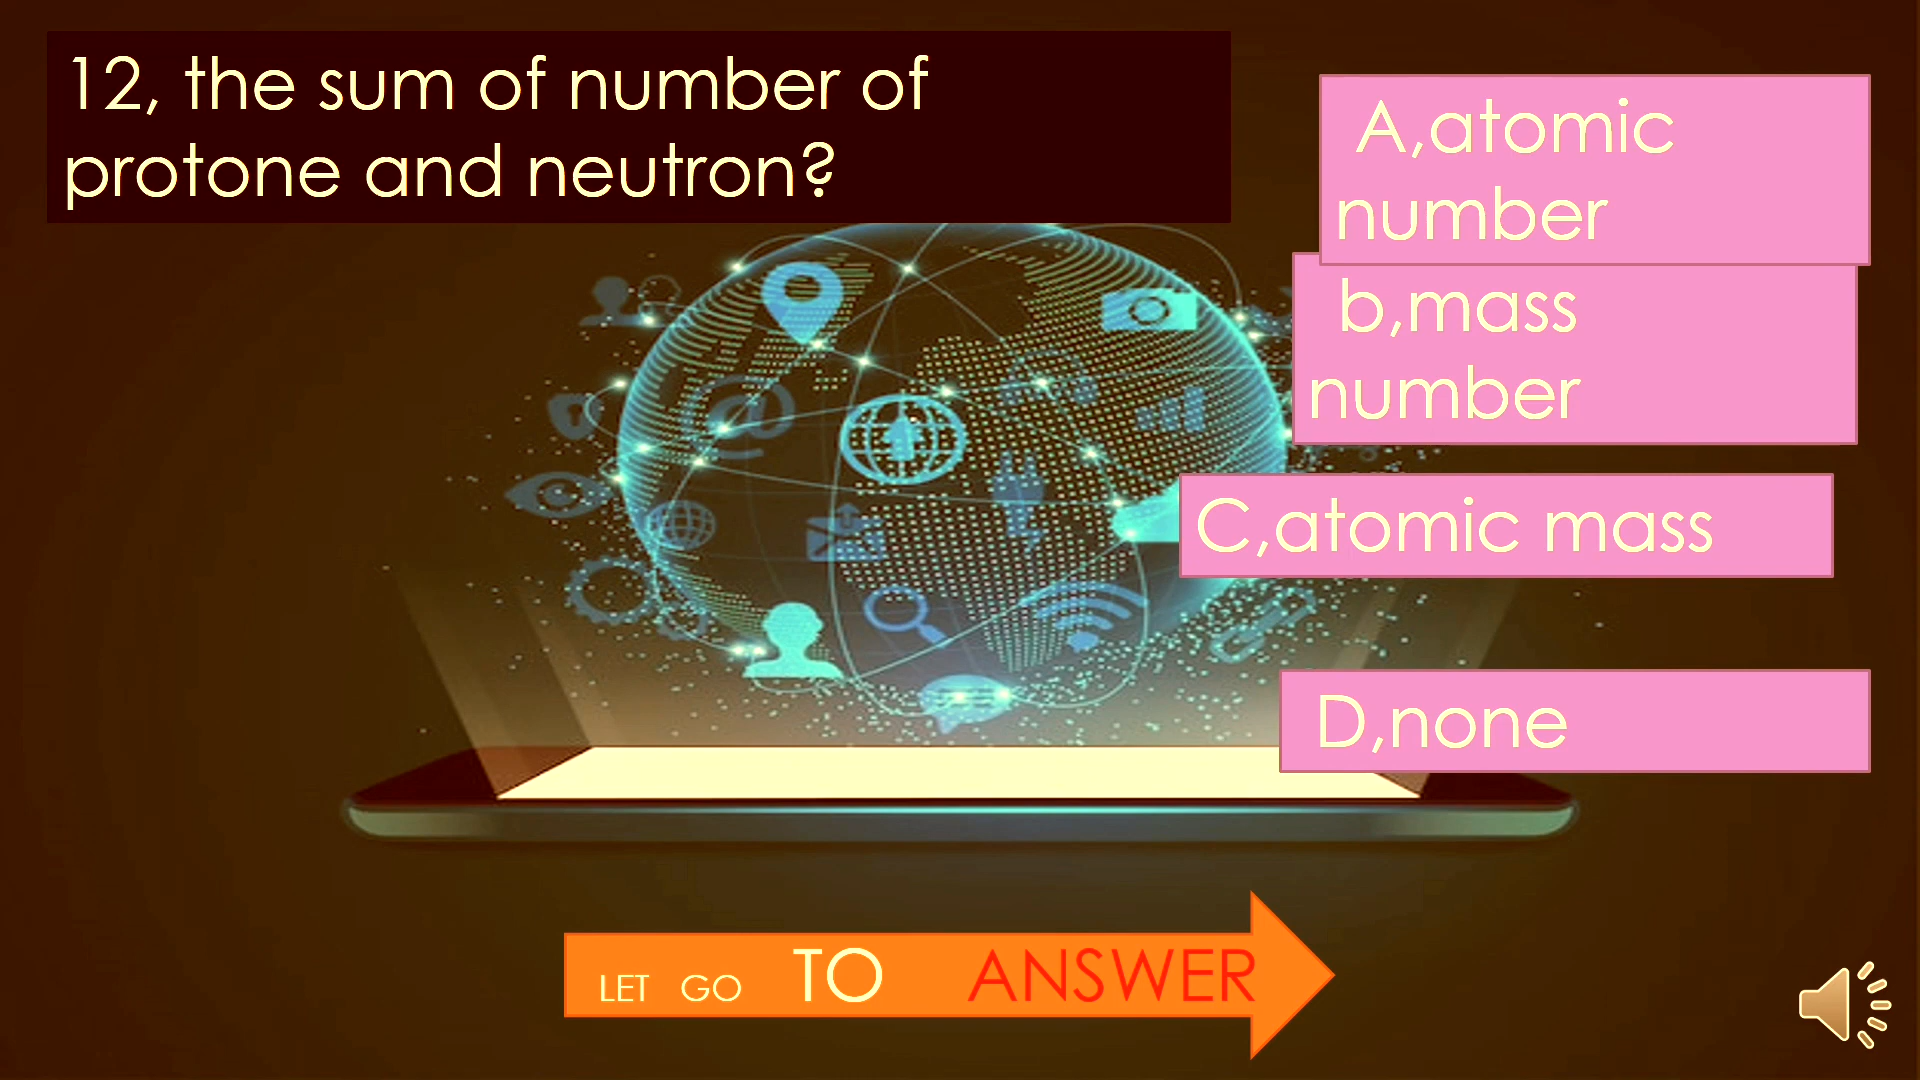 12, the sum of number of
protone and neutron?
A,atomic
number
b,mass
number
C,atomic mass
D,none
LET GO TO ANSWER